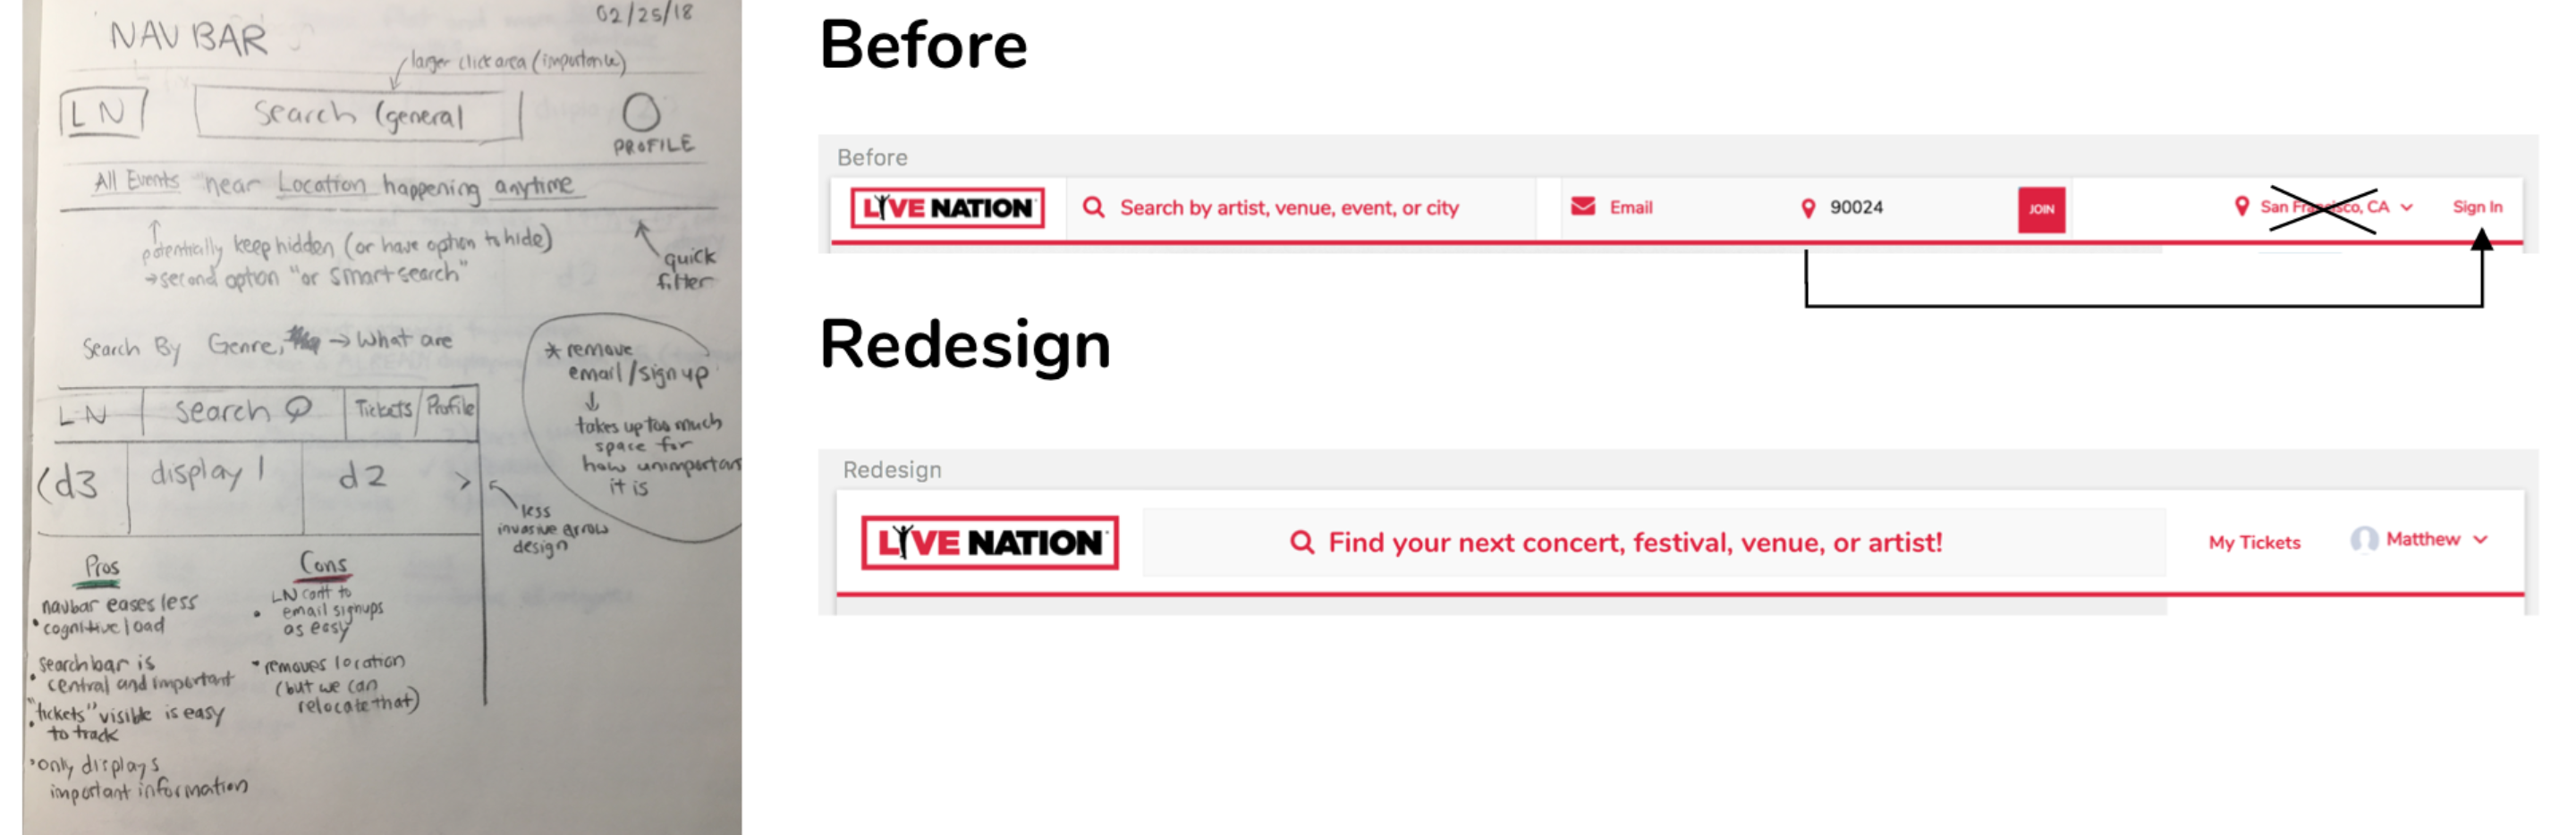 02/25/18
NAV BAR
larger click area (importance)
LN
Search (general
PROFILE
All Events near Location happening anytime
potentially keep hidden (or have option to hide)
→second option "or smart search"
quick
filter
Search By Genre, → What are
* remove
email/sign up
↓
takes up too much
space for
how unimportant
it is
LN
Search
Tickets
Profile
(d3
display 1
d2
>
less
invasive arrow
design
Pros
navbar eases less
cognitive load
• search bar is
central and important
• "tickets" visible is easy
to track
• only displays
important information
Cons
• LN can't to
email signups
as easy
• removes location
(but we can
relocate that)
Before
Before
LIVE NATION
Search by artist, venue, event, or city
Email
90024
JOIN
San Francisco, CA
Sign In
Redesign
Redesign
LIVE NATION
Find your next concert, festival, venue, or artist!
My Tickets
Matthew